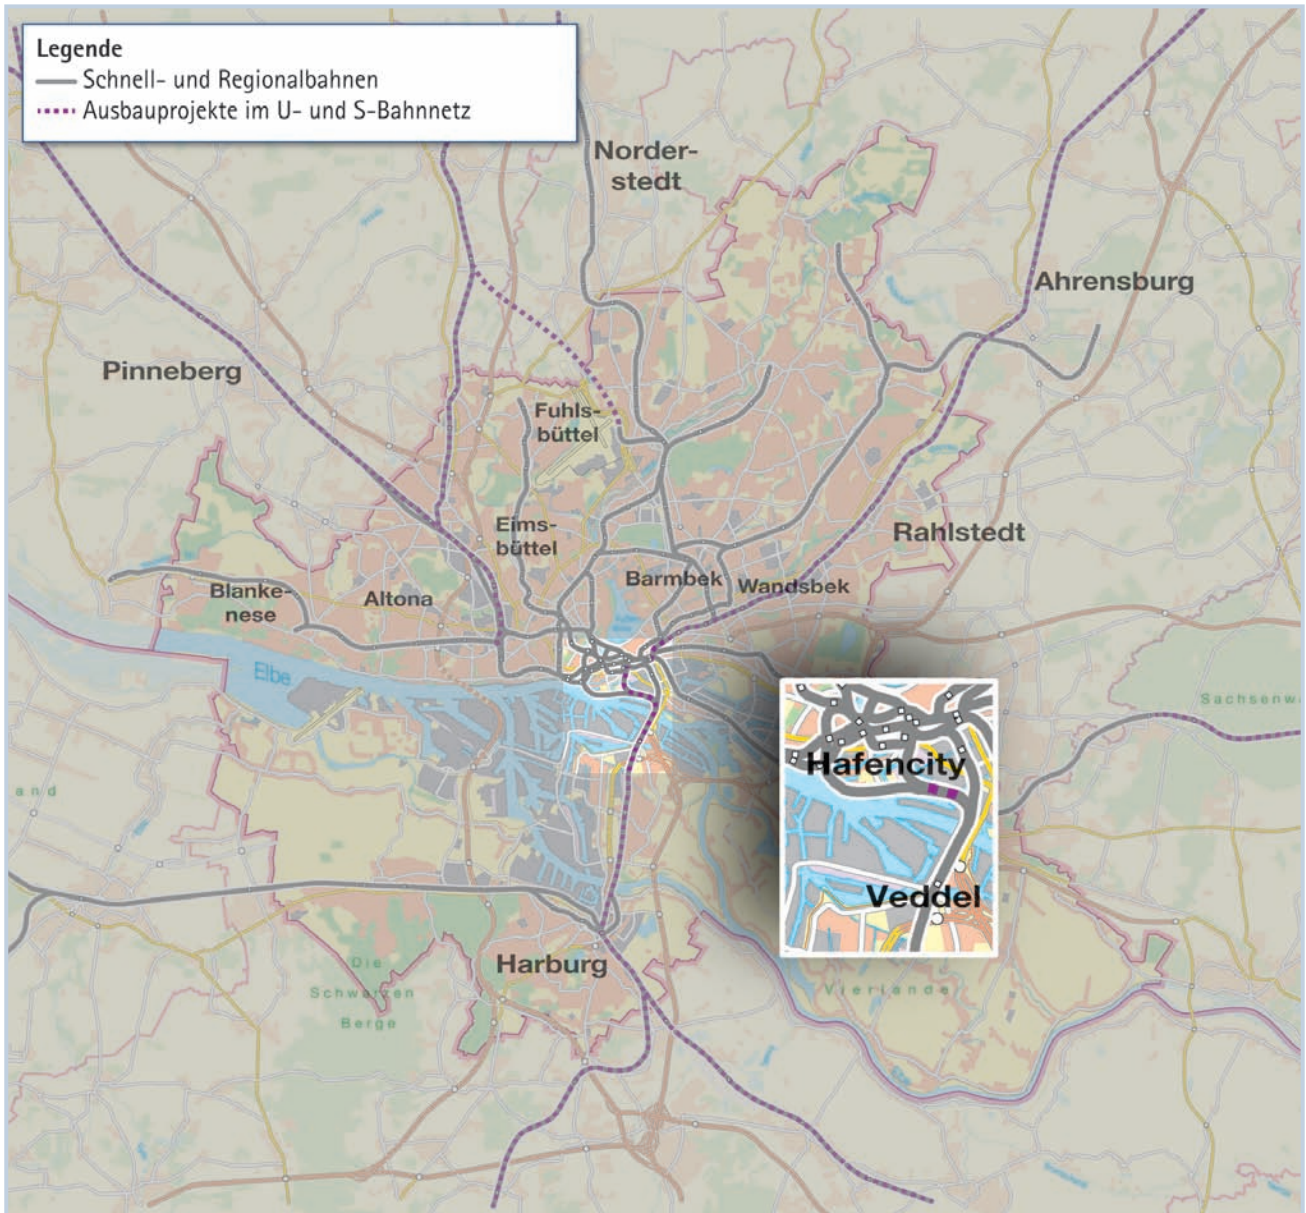 Legende
Schnell- und Regionalbahnen
Ausbauprojekte im U- und S-Bahnnetz
Norder-
stedt
Ahrensburg
Pinneberg
Fuhls-
büttel
Eims-
büttel
Rahlstedt
Barmbek
Wandsbek
Blanke-
nese
Altona
Elbe
Sachsenw
Hafencity
and
Veddel
Harburg
Die
Schwarzen
Berge
Vierlanden